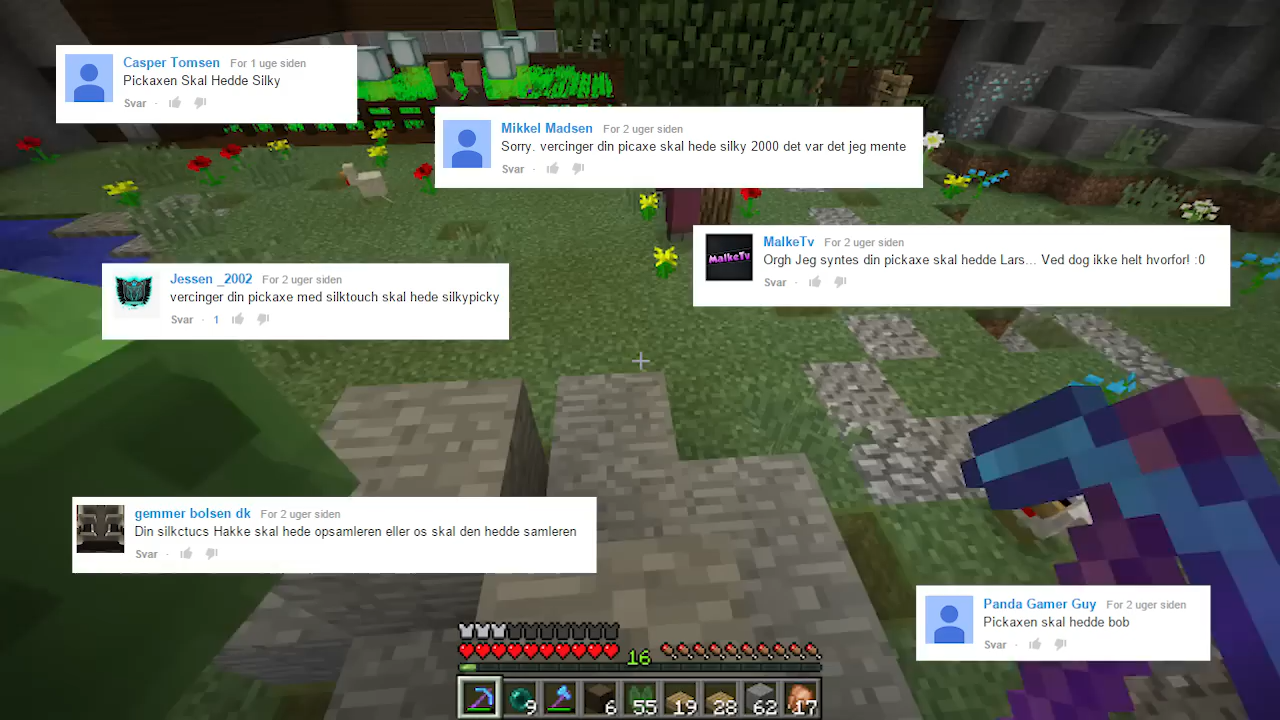 Casper Tomsen For 1 uge siden
Pickaxen Skal Hedde Silky
Svar ·
Mikkel Madsen For 2 uger siden
Sorry. vercinger din picaxe skal hede silky 2000 det var det jeg mente
Svar ·
MalkeTv
MalkeTv For 2 uger siden
Orgh Jeg syntes din pickaxe skal hedde Lars... Ved dog ikke helt hvorfor! :0
Svar ·
Jessen _2002 For 2 uger siden
vercinger din pickaxe med silktouch skal hede silkypicky
Svar · 1
gemmer bolsen dk For 2 uger siden
Din silkctucs Hakke skal hede opsamleren eller os skal den hedde samleren
Svar ·
Panda Gamer Guy For 2 uger siden
Pickaxen skal hedde bob
Svar ·
16
9 6 55 19 28 62 17